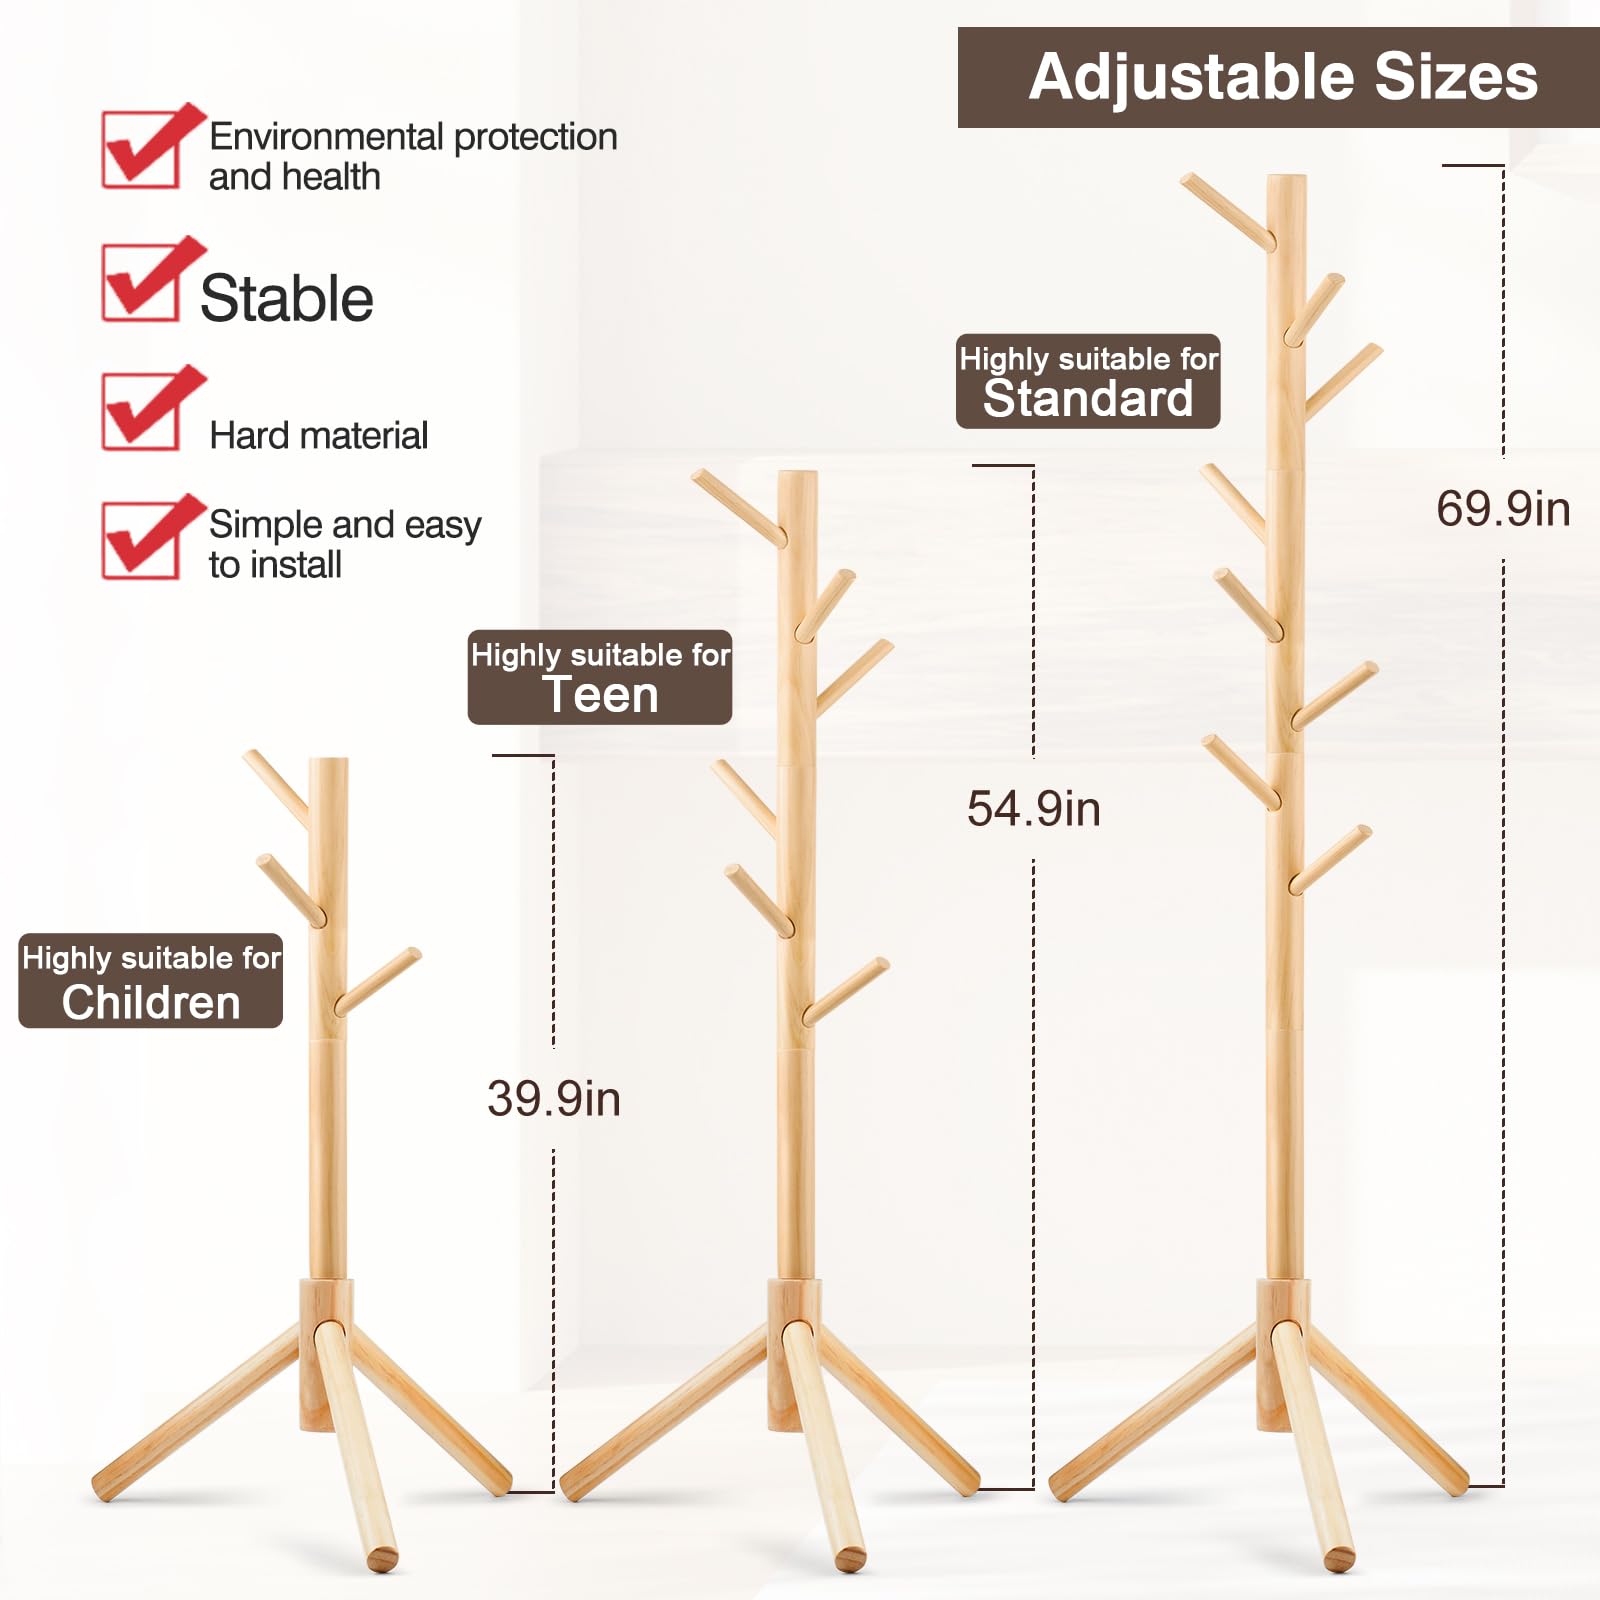 Adjustable Sizes
Environmental protection
and health
Stable
Hard material
Simple and easy
to install
Highly suitable for
Standard
69.9in
Highly suitable for
Teen
54.9in
Highly suitable for
Children
39.9in